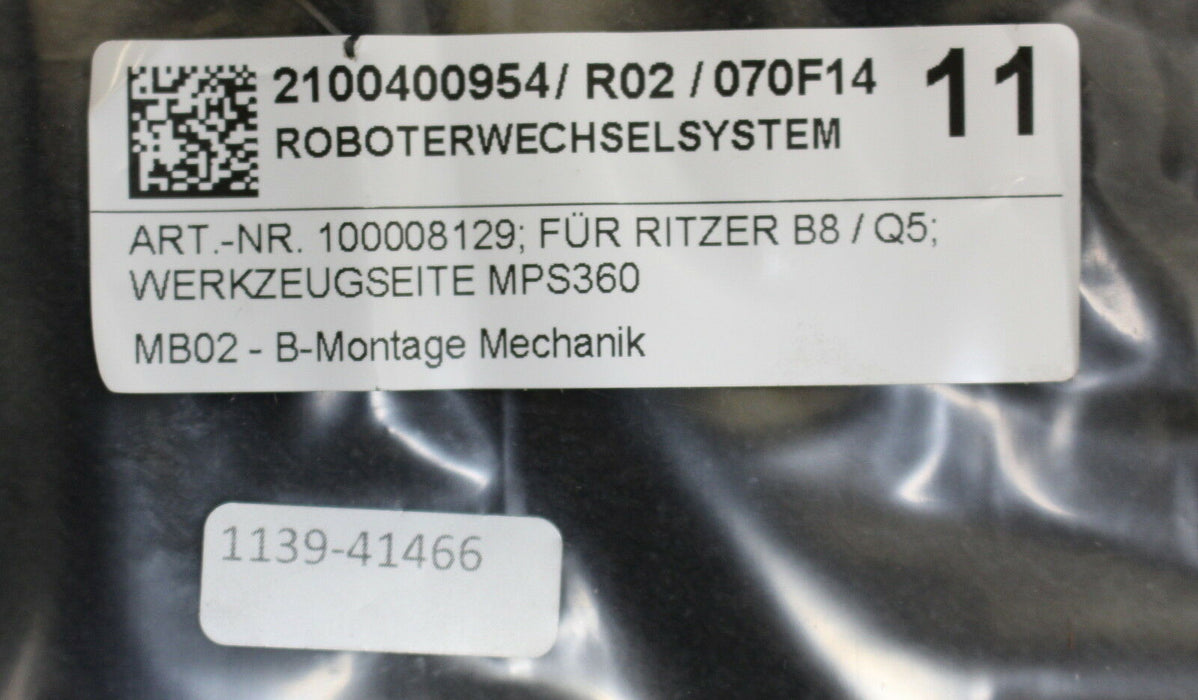 2100400954/ R02 / 070F14 11
ROBOTERWECHSELSYSTEM
ART.-NR. 100008129; FÜR RITZER B8 / Q5;
WERKZEUGSEITE MPS360
MB02 - B-Montage Mechanik
1139-41466